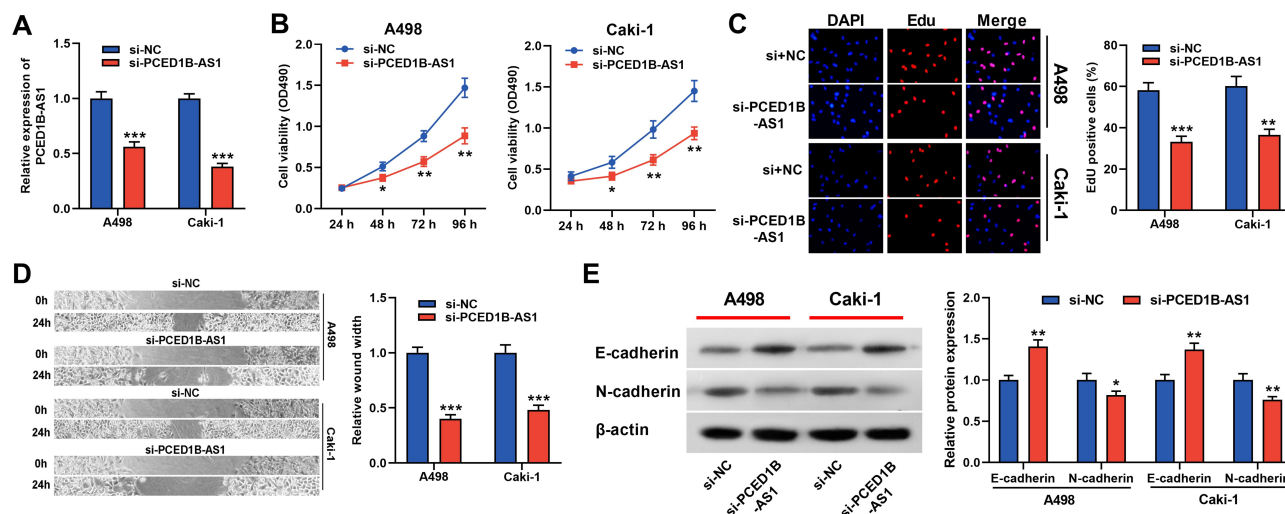 A
si-NC
si-PCED1B-AS1
Relative expression of
PCED1B-AS1
1.5
1.0
0.5
0.0
***
***
A498
Caki-1
B
A498
si-NC
si-PCED1B-AS1
Cell viability (OD490)
2.0
1.5
1.0
0.5
0.0
*
**
**
24 h
48 h
72 h
96 h
Caki-1
si-NC
si-PCED1B-AS1
Cell viability (OD490)
2.0
1.5
1.0
0.5
0.0
*
**
**
24 h
48 h
72 h
96 h
C
DAPI
Edu
Merge
si+NC
si-PCED1B
-AS1
A498
si+NC
si-PCED1B
-AS1
Caki-1
si-NC
si-PCED1B-AS1
EdU positive cells (%)
80
60
40
20
0
***
**
A498
Caki-1
D
si-NC
0h
24h
si-PCED1B-AS1
0h
24h
A498
si-NC
0h
24h
si-PCED1B-AS1
0h
24h
Caki-1
si-NC
si-PCED1B-AS1
Relative wound width
1.5
1.0
0.5
0.0
***
***
A498
Caki-1
E
A498
Caki-1
E-cadherin
N-cadherin
β-actin
si-NC
si-PCED1B
-AS1
si-NC
si-PCED1B
-AS1
si-NC
si-PCED1B-AS1
Relative protein expression
2.0
1.5
1.0
0.5
0.0
**
*
**
**
E-cadherin
N-cadherin
E-cadherin
N-cadherin
A498
Caki-1